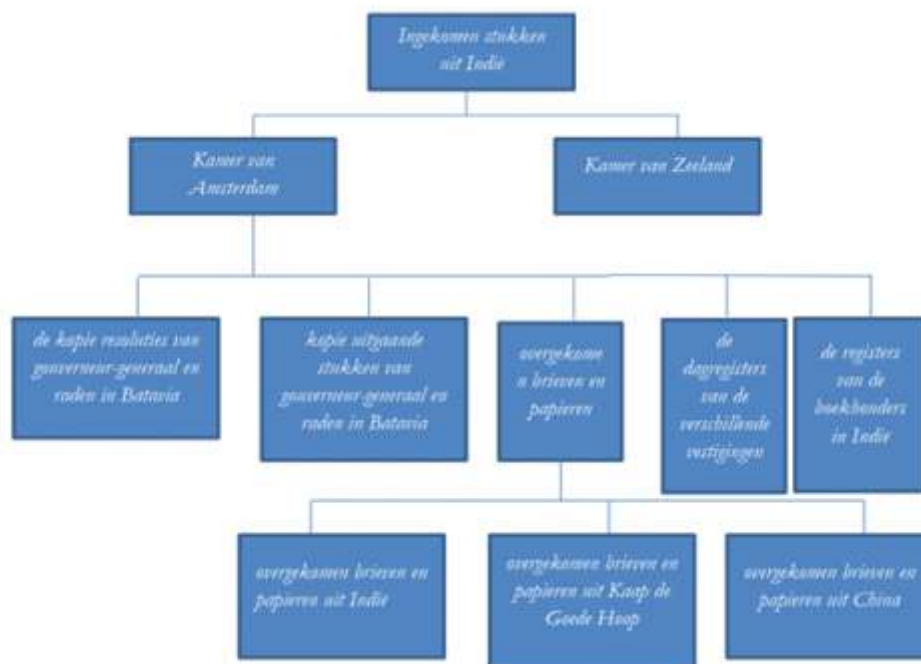 Ingekomen stukken
uit Indië
Kamer van
Amsterdam
Kamer van Zeeland
de kopie resoluties van
gouverneur-generaal en
raden in Batavia
kopie uitgaande
stukken van
gouverneur-generaal en
raden in Batavia
overgekome
n brieven en
papieren
de
dagregisters
van de
verschillende
vestigingen
de registers
van de
boekhouders
in Indië
overgekomen brieven en
papieren uit Indië
overgekomen brieven en
papieren uit Kaap de
Goede Hoop
overgekomen brieven en
papieren uit China